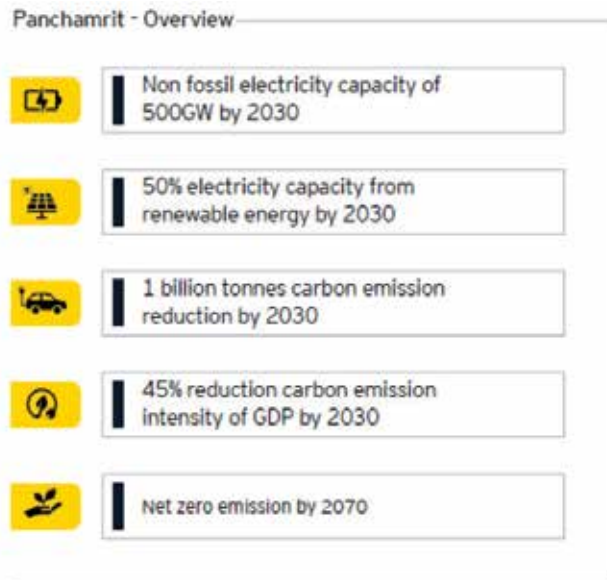 Panchamrit - Overview
Non fossil electricity capacity of
500GW by 2030
50% electricity capacity from
renewable energy by 2030
1 billion tonnes carbon emission
reduction by 2030
45% reduction carbon emission
intensity of GDP by 2030
Net zero emission by 2070